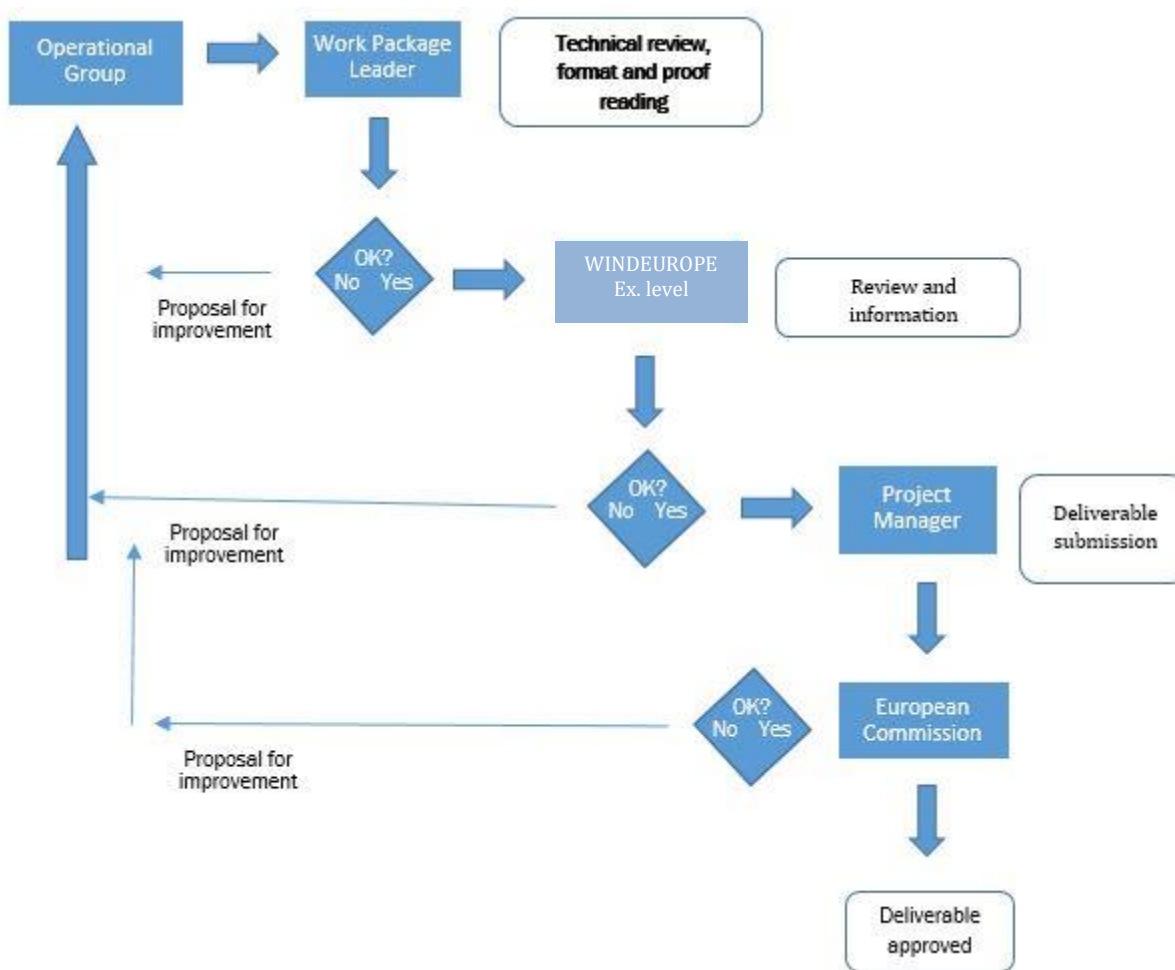 Operational
Group
Work Package
Leader
Technical review,
format and proof
reading
OK?
No Yes
Proposal for
improvement
WINDEUROPE
Ex. level
Review and
information
OK?
No Yes
Proposal for
improvement
Project
Manager
Deliverable
submission
OK?
No Yes
Proposal for
improvement
European
Commission
Deliverable
approved